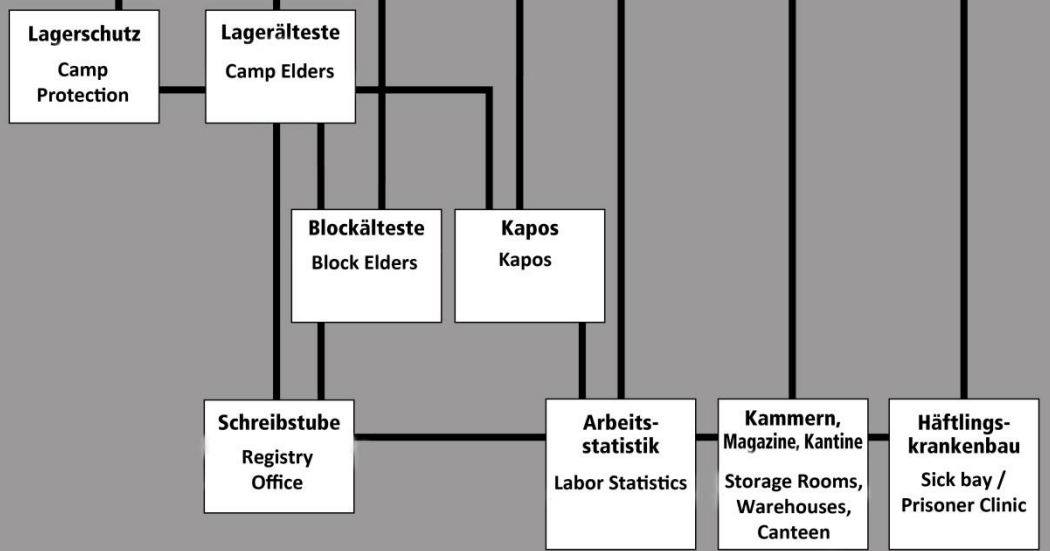 Lagerschutz
Camp
Protection
Lagerälteste
Camp Elders
Blockälteste
Block Elders
Kapos
Kapos
Schreibstube
Registry
Office
Arbeits-
statistik
Labor Statistics
Kammern,
Magazine, Kantine
Storage Rooms,
Warehouses,
Canteen
Häftlings-
krankenbau
Sick bay /
Prisoner Clinic